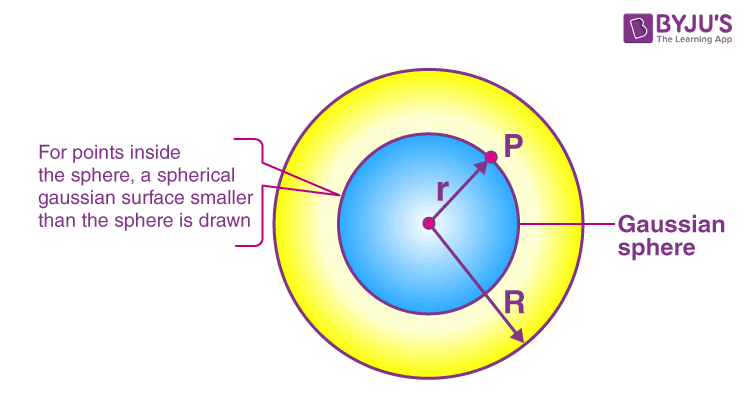 BYJU'S
The Learning App
For points inside
the sphere, a spherical
gaussian surface smaller
than the sphere is drawn
P
r
Gaussian
sphere
R